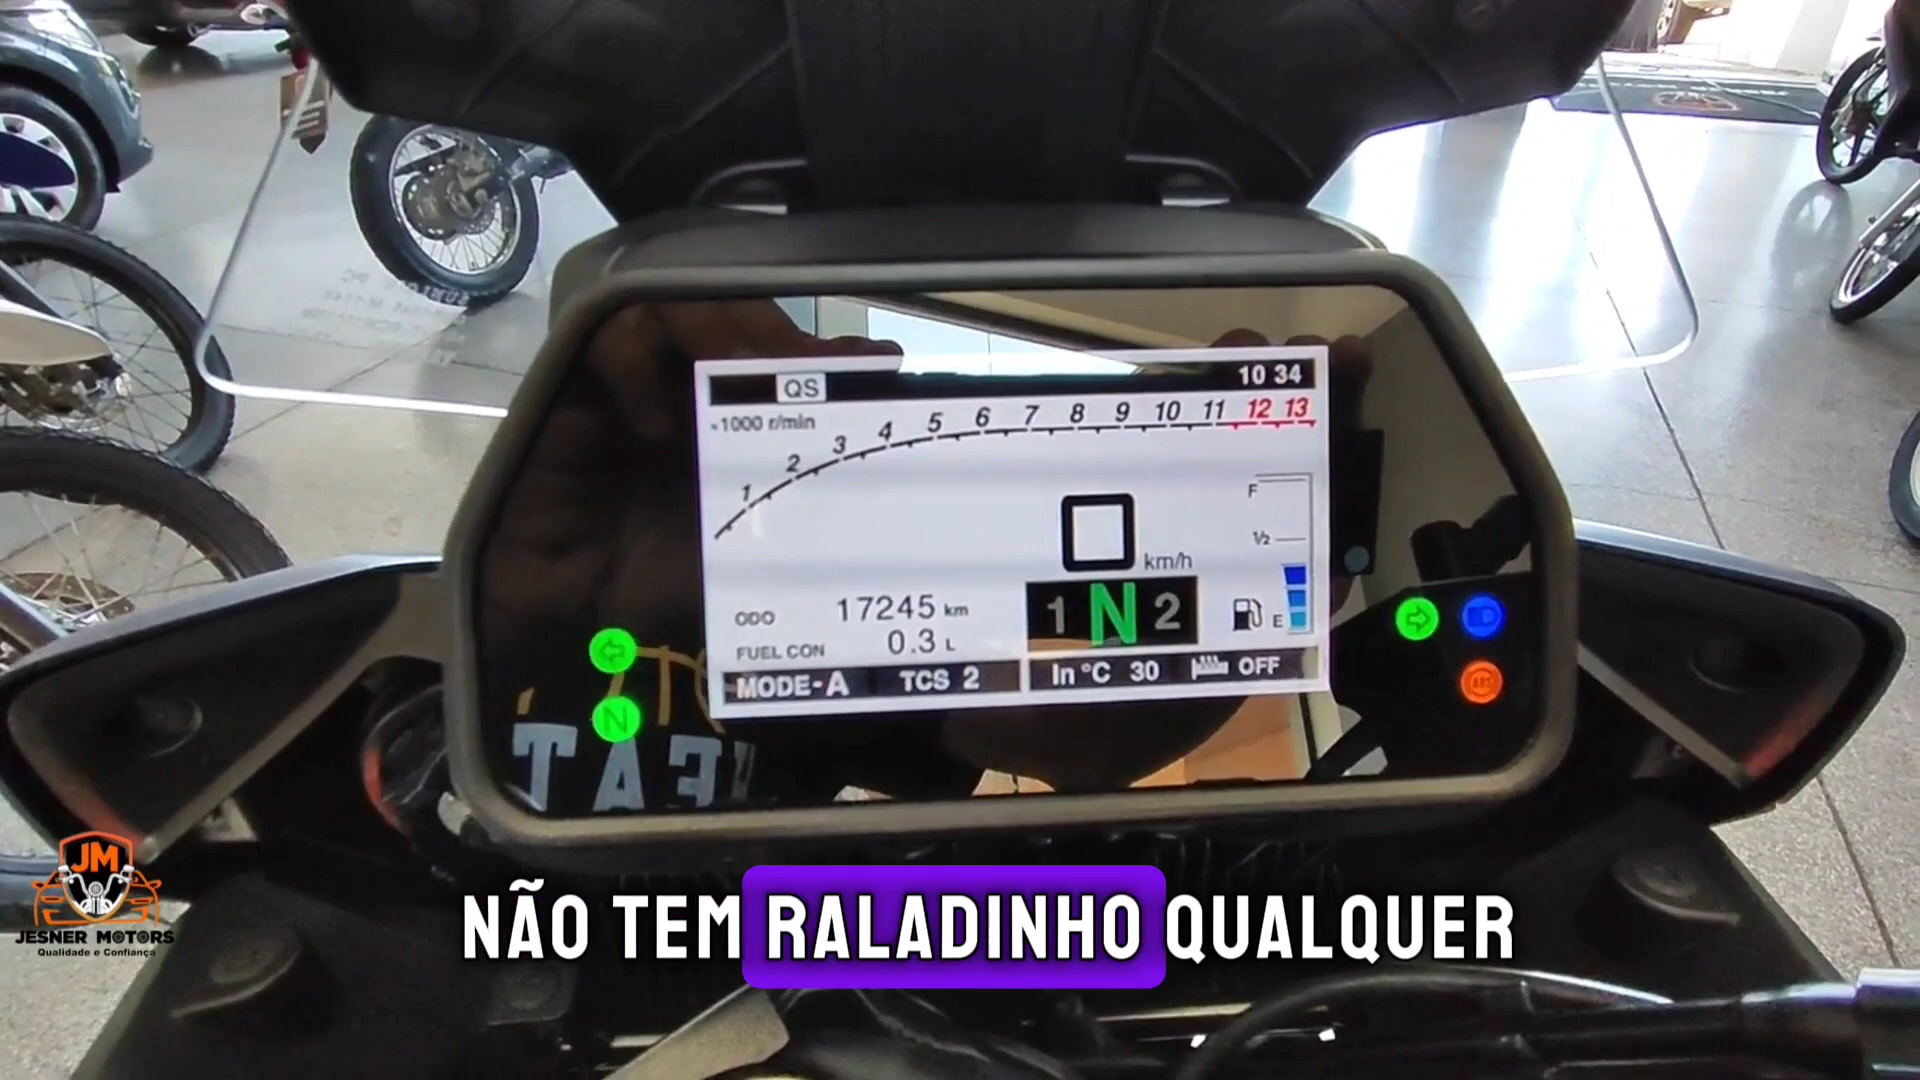 QS
10 34
×1000 r/min
1 2 3 4 5 6 7 8 9 10 11 12 13
F
1/2
E
0
km/h
1 N 2
ODO 17245 km
FUEL CON 0.3 L
MODE-A TCS 2 In °C 30 OFF
N
ABS
JM
JESNER MOTORS
Qualidade e Confiança
NÃO TEM RALADINHO QUALQUER